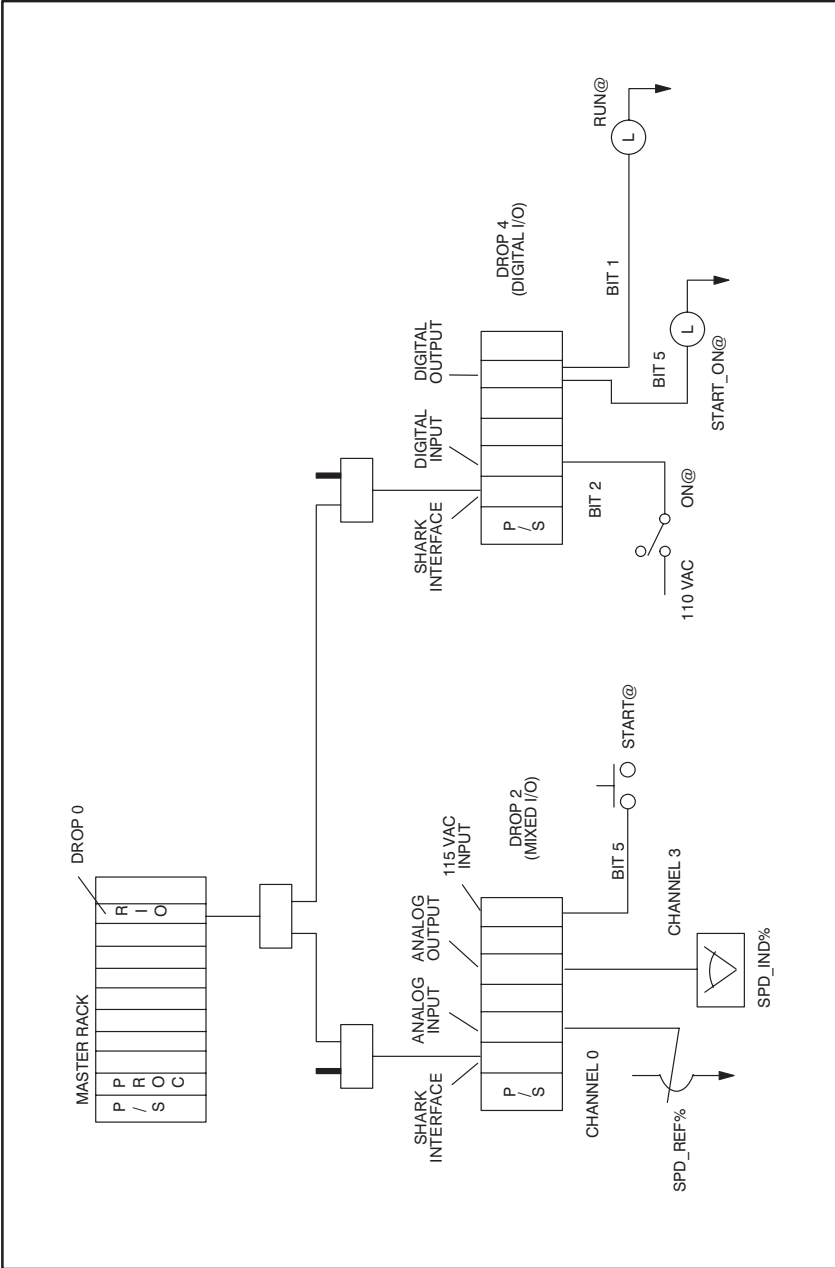 MASTER RACK
DROP 0
P/S
PROC
RIO
SHARK
INTERFACE
ANALOG
INPUT
ANALOG
OUTPUT
115 VAC
INPUT
DROP 2
(MIXED I/O)
P/S
CHANNEL 0
SPD_REF%
CHANNEL 3
SPD_IND%
BIT 5
START@
SHARK
INTERFACE
DIGITAL
INPUT
DIGITAL
OUTPUT
DROP 4
(DIGITAL I/O)
P/S
BIT 2
110 VAC
ON@
BIT 5
L
START_ON@
BIT 1
L
RUN@